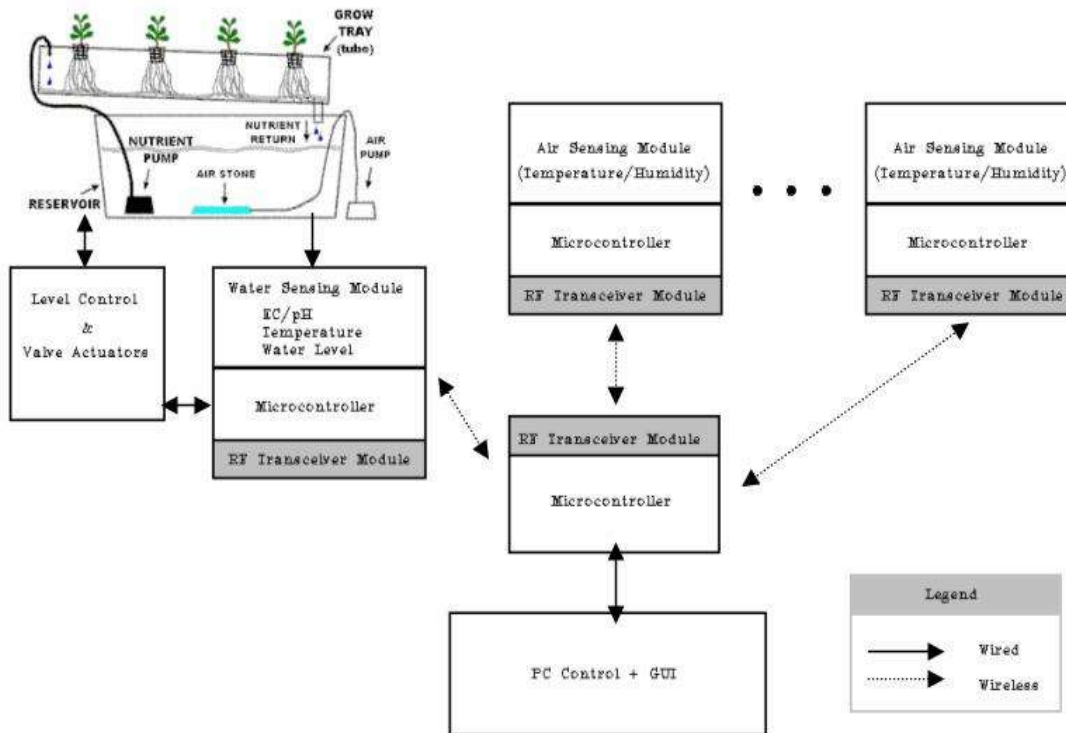 GROW
TRAY
(tube)
NUTRIENT
RETURN
NUTRIENT
PUMP
AIR
PUMP
AIR STONE
RESERVOIR
Level Control
&
Valve Actuators
Water Sensing Module
EC/pH
Temperature
Water Level
Microcontroller
RF Transceiver Module
Air Sensing Module
(Temperature/Humidity)
Microcontroller
RF Transceiver Module
Air Sensing Module
(Temperature/Humidity)
Microcontroller
RF Transceiver Module
RF Transceiver Module
Microcontroller
PC Control + GUI
Legend
Wired
Wireless